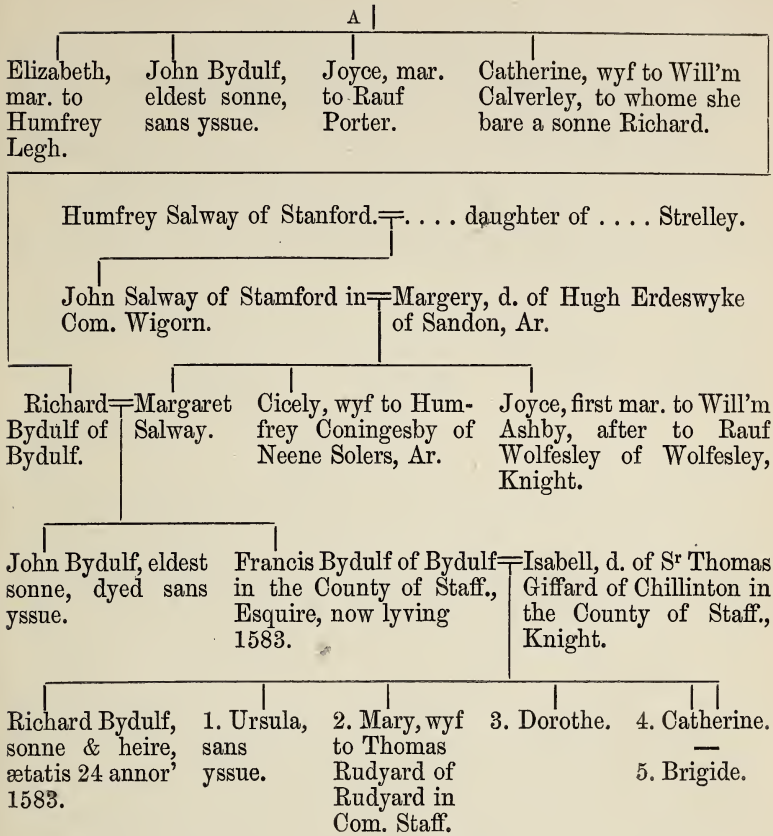 A
Elizabeth,
mar. to
Humfrey
Legh.
John Bydulf,
eldest sonne,
sans yssue.
Joyce, mar.
to Rauf
Porter.
Catherine, wyf to Will'm
Calverley, to whome she
bare a sonne Richard.
Humfrey Salway of Stanford.=. . . . daughter of . . . . Strelley.
John Salway of Stamford in
Com. Wigorn.
=Margery, d. of Hugh Erdeswyke
of Sandon, Ar.
Richard
Bydulf of
Bydulf.
=Margaret
Salway.
Cicely, wyf to Hum-
frey Coningesby of
Neene Solers, Ar.
Joyce, first mar. to Will'm
Ashby, after to Rauf
Wolfesley of Wolfesley,
Knight.
John Bydulf, eldest
sonne, dyed sans
yssue.
Francis Bydulf of Bydulf
in the County of Staff.,
Esquire, now lyving
1583.
=Isabell, d. of Sr Thomas
Giffard of Chillinton in
the County of Staff.,
Knight.
Richard Bydulf,
sonne & heire,
ætatis 24 annor'
1583.
1. Ursula,
sans
yssue.
2. Mary, wyf
to Thomas
Rudyard of
Rudyard in
Com. Staff.
3. Dorothe.
4. Catherine.
—
5. Brigide.